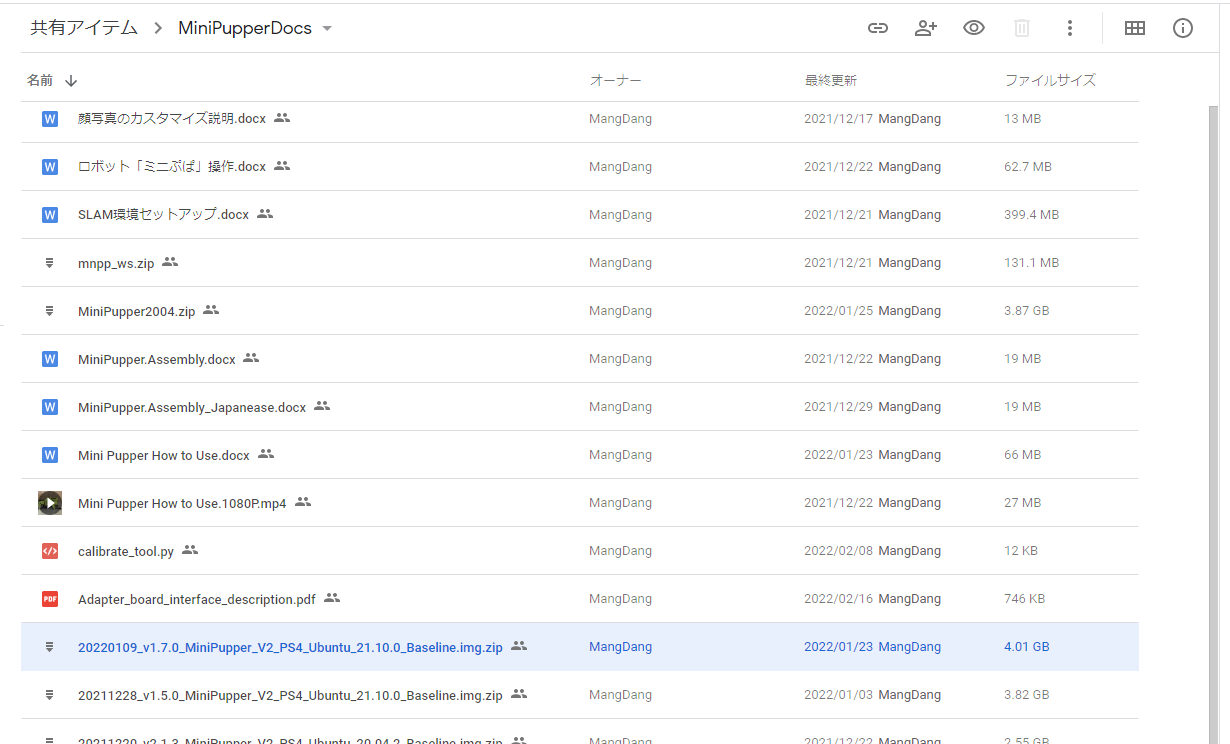 共有アイテム > MiniPupperDocs
名前 オーナー 最終更新 ファイルサイズ
W 顔写真のカスタマイズ説明.docx MangDang 2021/12/17 MangDang 13 MB
W ロボット「ミニぷぱ」操作.docx MangDang 2021/12/22 MangDang 62.7 MB
W SLAM環境セットアップ.docx MangDang 2021/12/21 MangDang 399.4 MB
mnpp_ws.zip MangDang 2021/12/21 MangDang 131.1 MB
MiniPupper2004.zip MangDang 2022/01/25 MangDang 3.87 GB
W MiniPupper.Assembly.docx MangDang 2021/12/22 MangDang 19 MB
W MiniPupper.Assembly_Japanease.docx MangDang 2021/12/29 MangDang 19 MB
W Mini Pupper How to Use.docx MangDang 2022/01/23 MangDang 66 MB
Mini Pupper How to Use.1080P.mp4 MangDang 2021/12/22 MangDang 27 MB
</> calibrate_tool.py MangDang 2022/02/08 MangDang 12 KB
PDF Adapter_board_interface_description.pdf MangDang 2022/02/16 MangDang 746 KB
20220109_v1.7.0_MiniPupper_V2_PS4_Ubuntu_21.10.0_Baseline.img.zip MangDang 2022/01/23 MangDang 4.01 GB
20211228_v1.5.0_MiniPupper_V2_PS4_Ubuntu_21.10.0_Baseline.img.zip MangDang 2022/01/03 MangDang 3.82 GB
20211220_v2.1.3_MiniPupper_V2_PS4_Ubuntu_20.04.2_Baseline.img.zip MangDang 2021/12/22 MangDang 2.55 GB